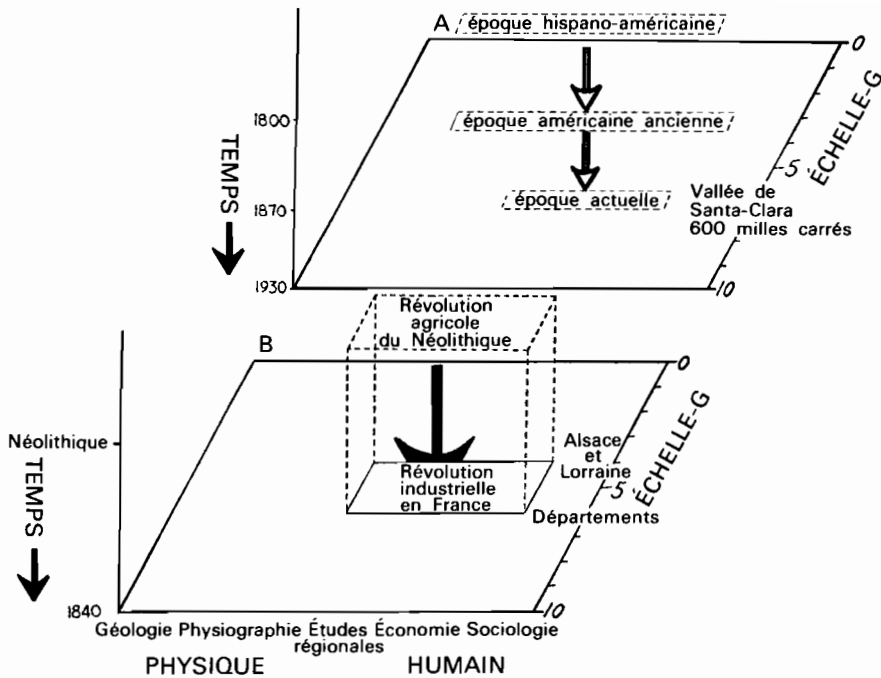 A
époque hispano-américaine
0
ÉCHELLE-G
1800
époque américaine ancienne
5
TEMPS
époque actuelle
1870
Vallée de
Santa-Clara
600 milles carrés
1930
10
Révolution
agricole
du Néolithique
B
0
ÉCHELLE-G
Néolithique
Alsace
et
Lorraine
TEMPS
Révolution
industrielle
en France
5
Départements
1840
10
Géologie Physiographie Études Économie Sociologie
régionales
PHYSIQUE HUMAIN